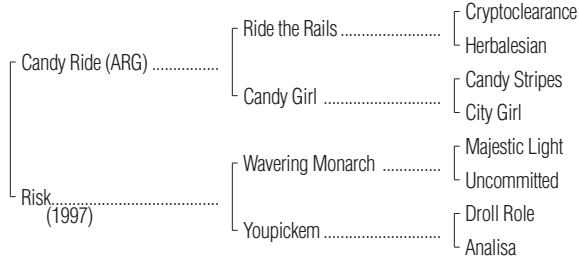 Cryptoclearance
Ride the Rails ........................
Herbalesian
Candy Ride (ARG) ................
Candy Stripes
Candy Girl ............................
City Girl
Majestic Light
Wavering Monarch ..............
Uncommitted
Risk........................................
(1997)
Droll Role
Youpickem ............................
Analisa